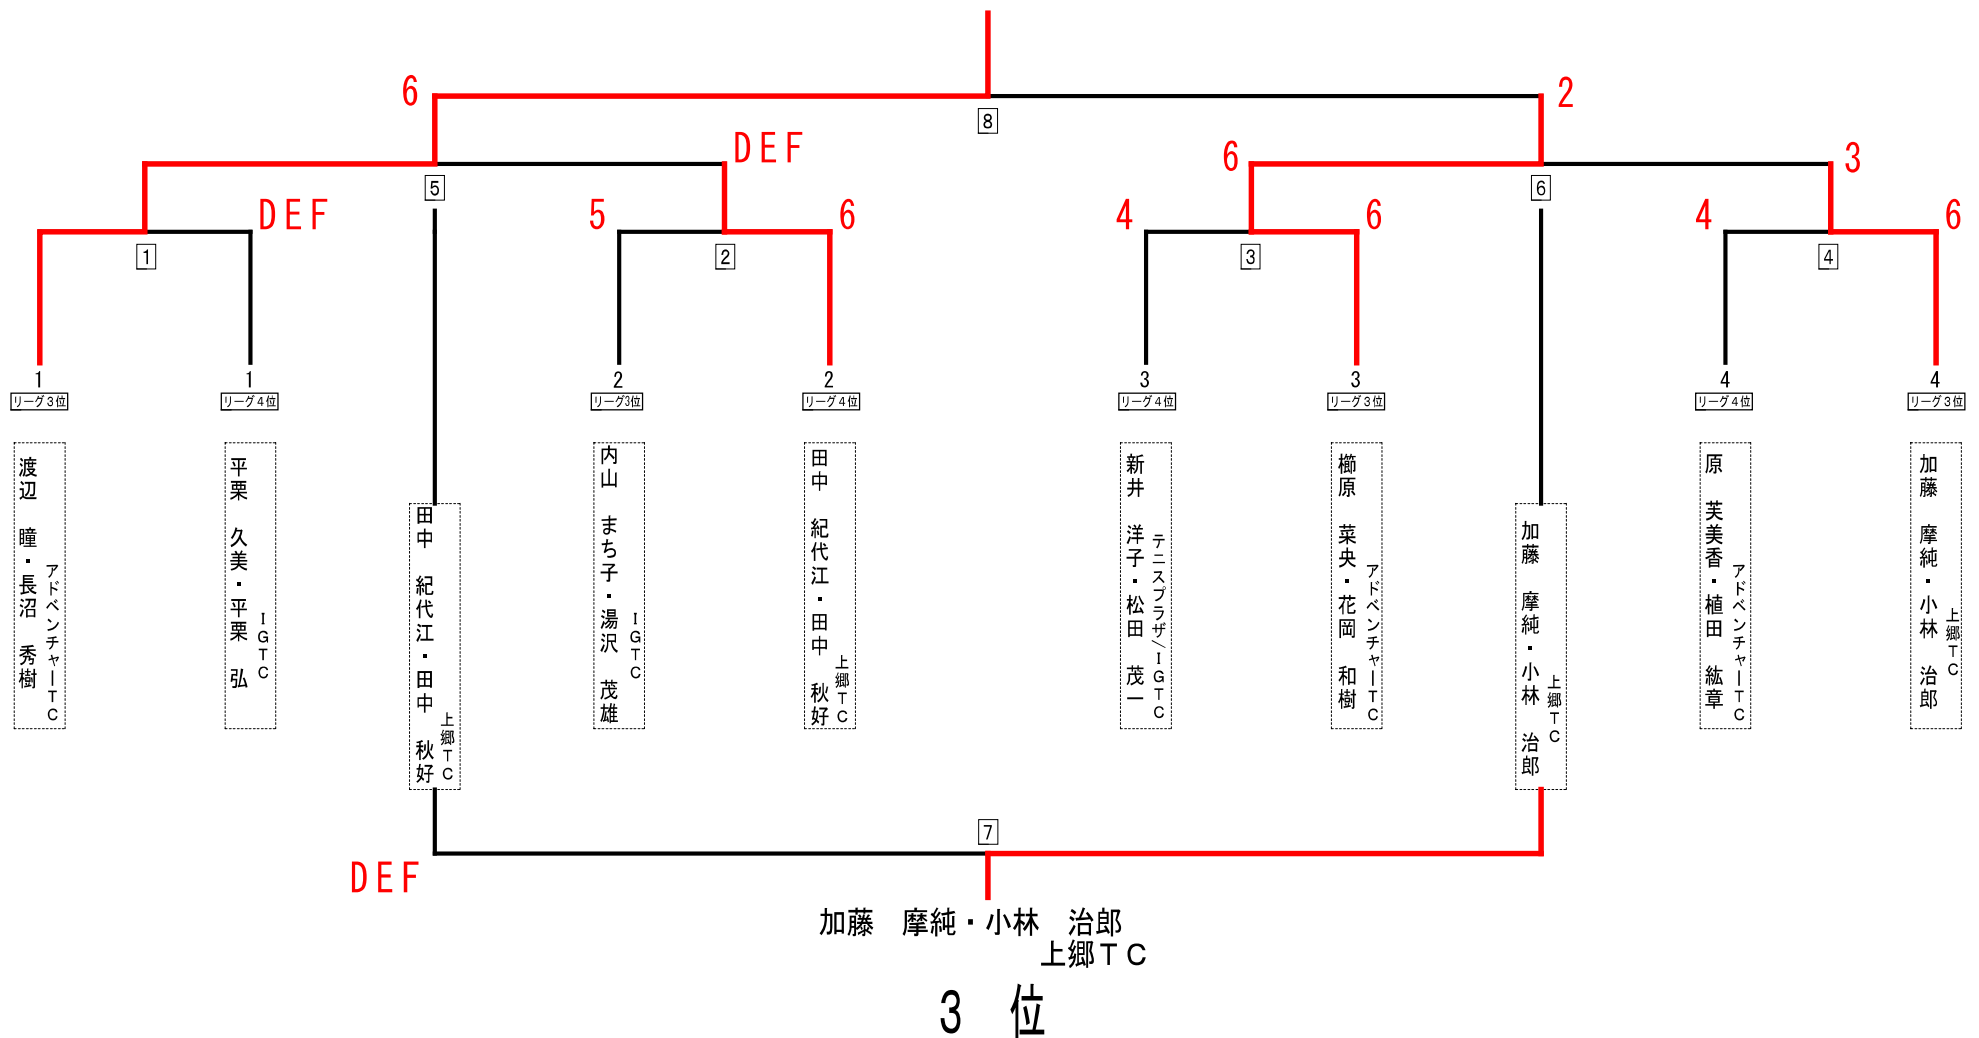 6
2
8
DEF
6
3
5
6
DEF
5
6
4
6
4
6
1
2
3
4
1
1
2
2
3
3
4
4
リーグ3位
リーグ4位
リーグ3位
リーグ4位
リーグ4位
リーグ3位
リーグ4位
リーグ3位
渡辺 瞳・長沼 秀樹
アドベンチャーTC
平栗 久美・平栗 弘
IGTC
田中 紀代江・田中 秋好
上郷TC
内山 まち子・湯沢 茂雄
IGTC
田中 紀代江・田中 秋好
上郷TC
新井 洋子・松田 茂一
テニスプラザ/IGTC
櫛原 菜央・花岡 和樹
アドベンチャーTC
加藤 摩純・小林 治郎
上郷TC
原 芙美香・植田 紘章
アドベンチャーTC
加藤 摩純・小林 治郎
上郷TC
7
DEF
加藤 摩純・小林 治郎
上郷TC
3 位